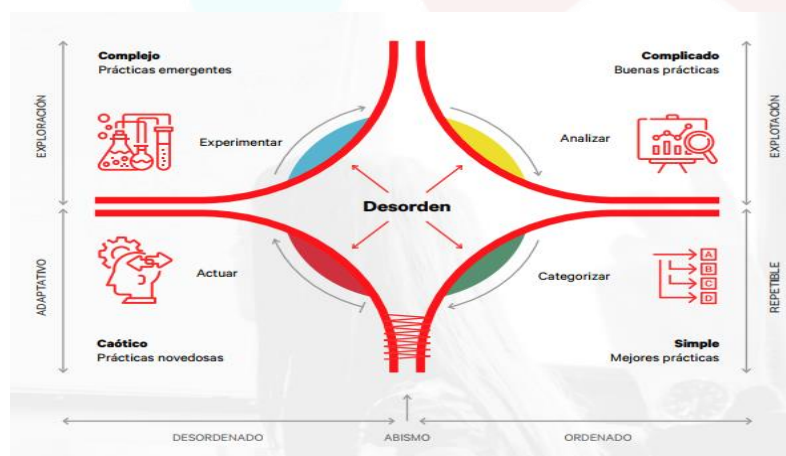 Complejo
Prácticas emergentes
Complicado
Buenas prácticas
EXPLORACIÓN
Experimentar
Analizar
EXPLOTACIÓN
Desorden
ADAPTATIVO
Actuar
Categorizar
A
B
C
D
REPETIBLE
Caótico
Prácticas novedosas
Simple
Mejores prácticas
DESORDENADO
ABISMO
ORDENADO